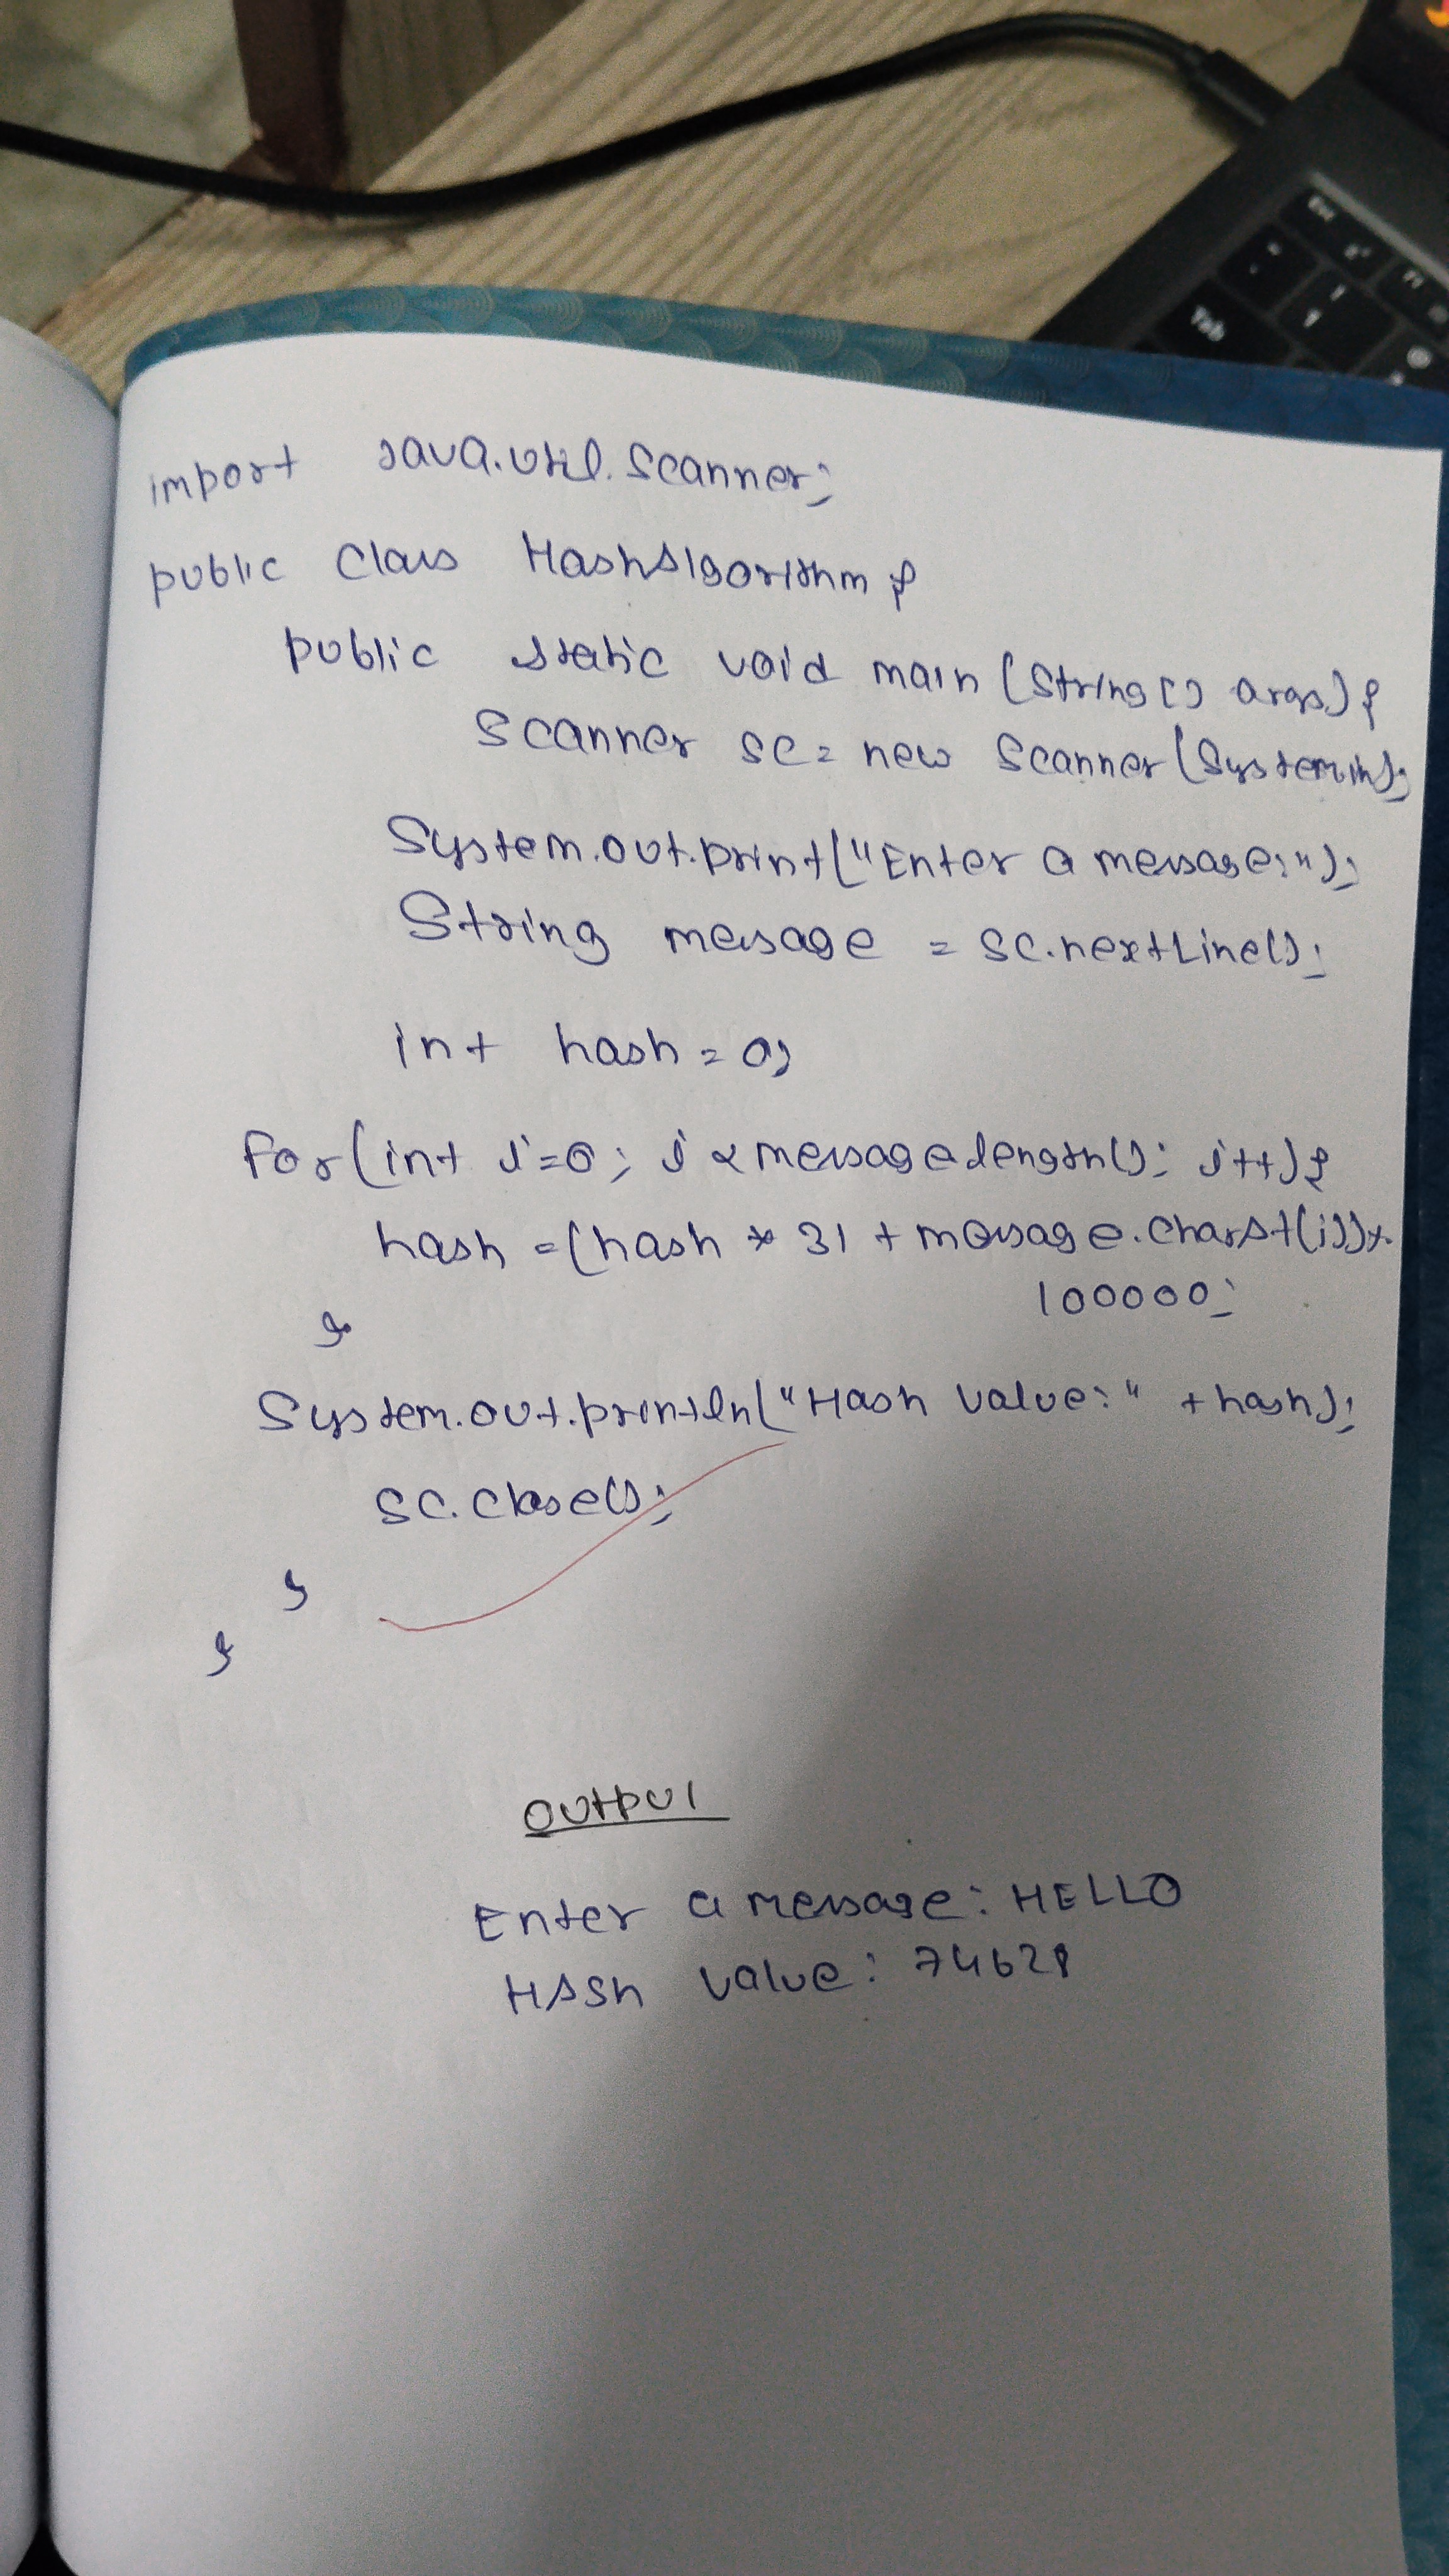 Esc
Tab
import java.util.Scanner;
public class HashAlgorithm {
public static void main (String[] args) {
Scanner sc = new Scanner (System.in);
System.out.print("Enter a message:");
String message = sc.nextLine();
int hash = 0;
for (int i=0; i < message.length(); i++) {
hash = (hash * 31 + message.charAt(i)) %
100000;
}
System.out.println("Hash value:" + hash);
sc.close();
}
}
OUTPUT
Enter a message: HELLO
HASh value: 74628